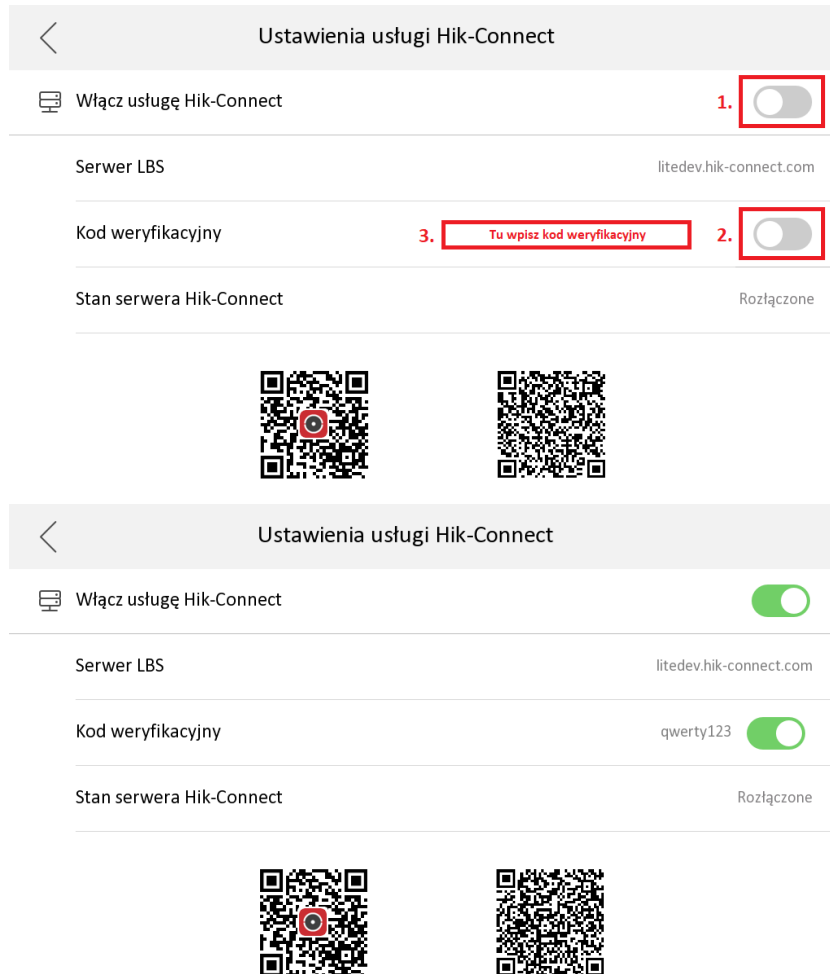 Ustawienia usługi Hik-Connect
Włącz usługę Hik-Connect 1.
Serwer LBS litedev.hik-connect.com
Kod weryfikacyjny 3. Tu wpisz kod weryfikacyjny 2.
Stan serwera Hik-Connect Rozłączone
Ustawienia usługi Hik-Connect
Włącz usługę Hik-Connect
Serwer LBS litedev.hik-connect.com
Kod weryfikacyjny qwerty123
Stan serwera Hik-Connect Rozłączone